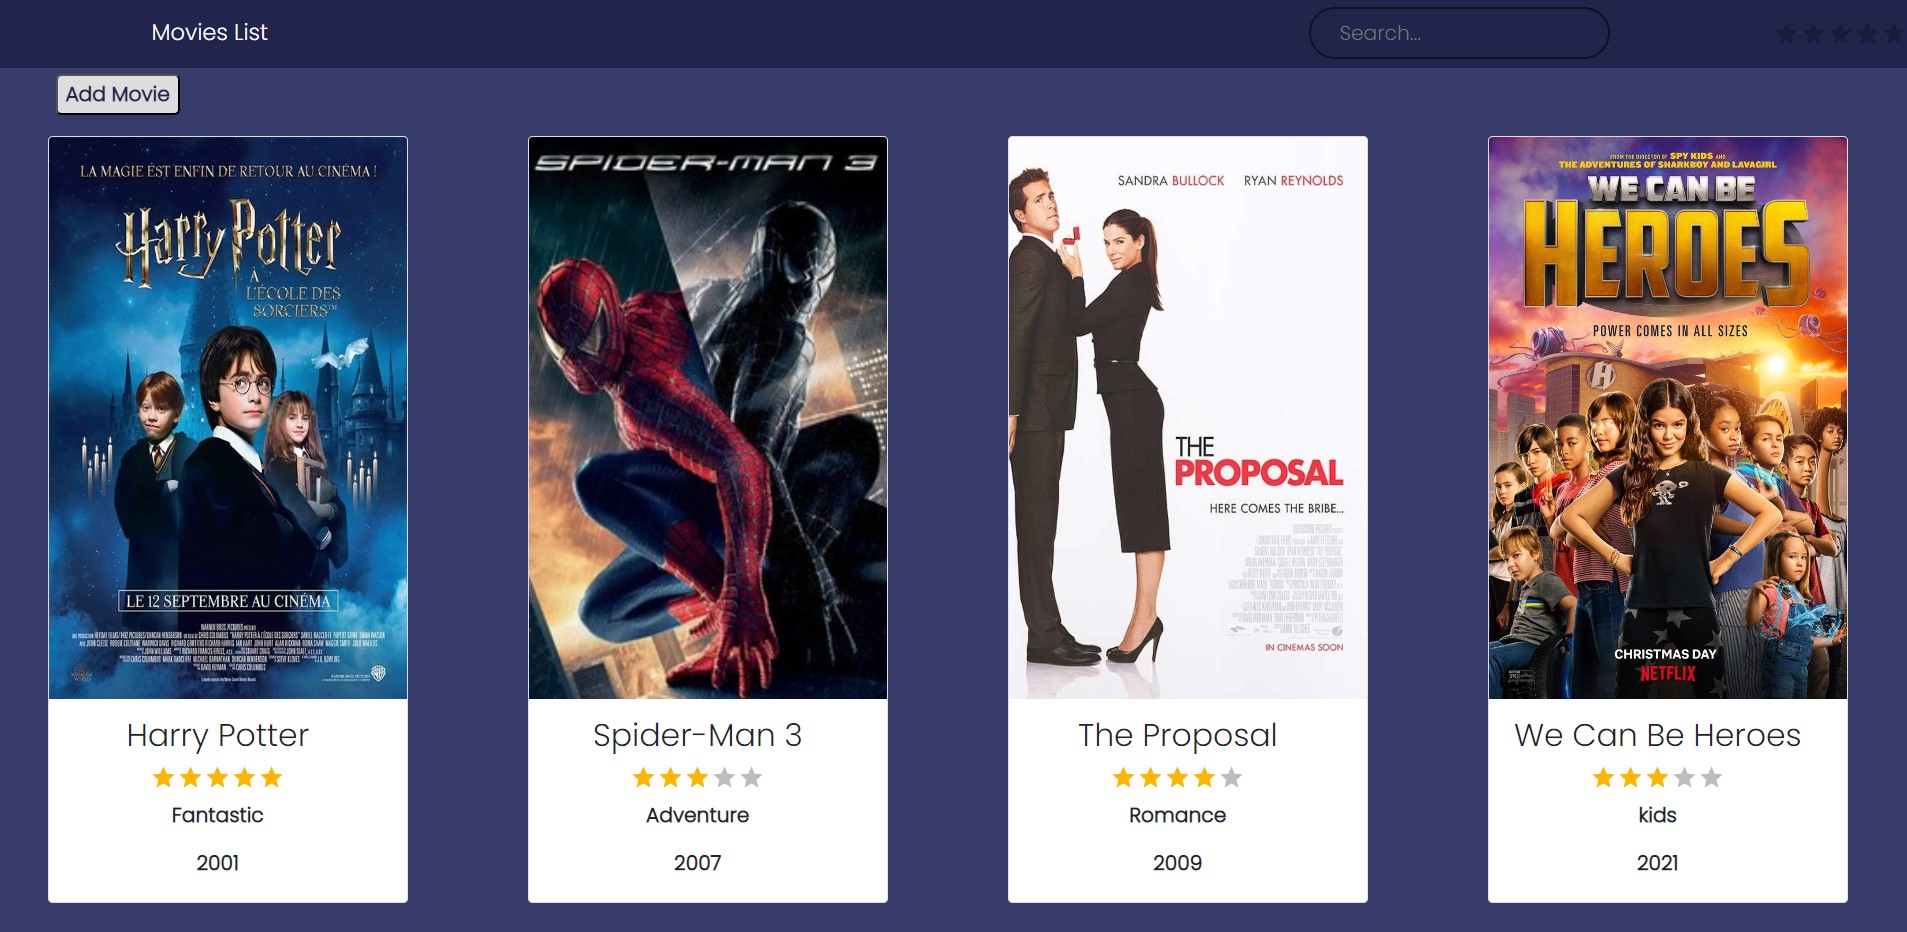 Movies List
Search...
Add Movie
LA MAGIE EST ENFIN DE RETOUR AU CINÉMA !
Harry Potter
À
L'ÉCOLE DES
SORCIERS™
LE 12 SEPTEMBRE AU CINÉMA
Harry Potter
Fantastic
2001
SPIDER-MAN 3
Spider-Man 3
Adventure
2007
SANDRA BULLOCK RYAN REYNOLDS
THE
PROPOSAL
HERE COMES THE BRIBE...
IN CINEMAS SOON
The Proposal
Romance
2009
FROM THE DIRECTOR OF SPY KIDS AND
THE ADVENTURES OF SHARKBOY AND LAVAGIRL
WE CAN BE
HEROES
POWER COMES IN ALL SIZES
H
CHRISTMAS DAY
NETFLIX
We Can Be Heroes
kids
2021